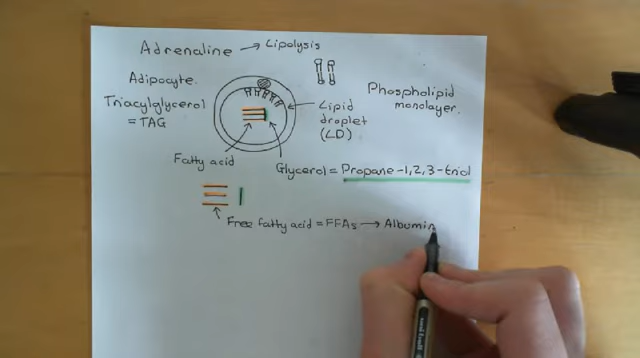 Adrenaline → Lipolysis
Adipocyte.
Triacylglycerol
= TAG
Phospholipid
monolayer.
Lipid
droplet
(LD)
Fatty acid
Glycerol = Propane-1,2,3-triol
Free fatty acid = FFAs → Albumin